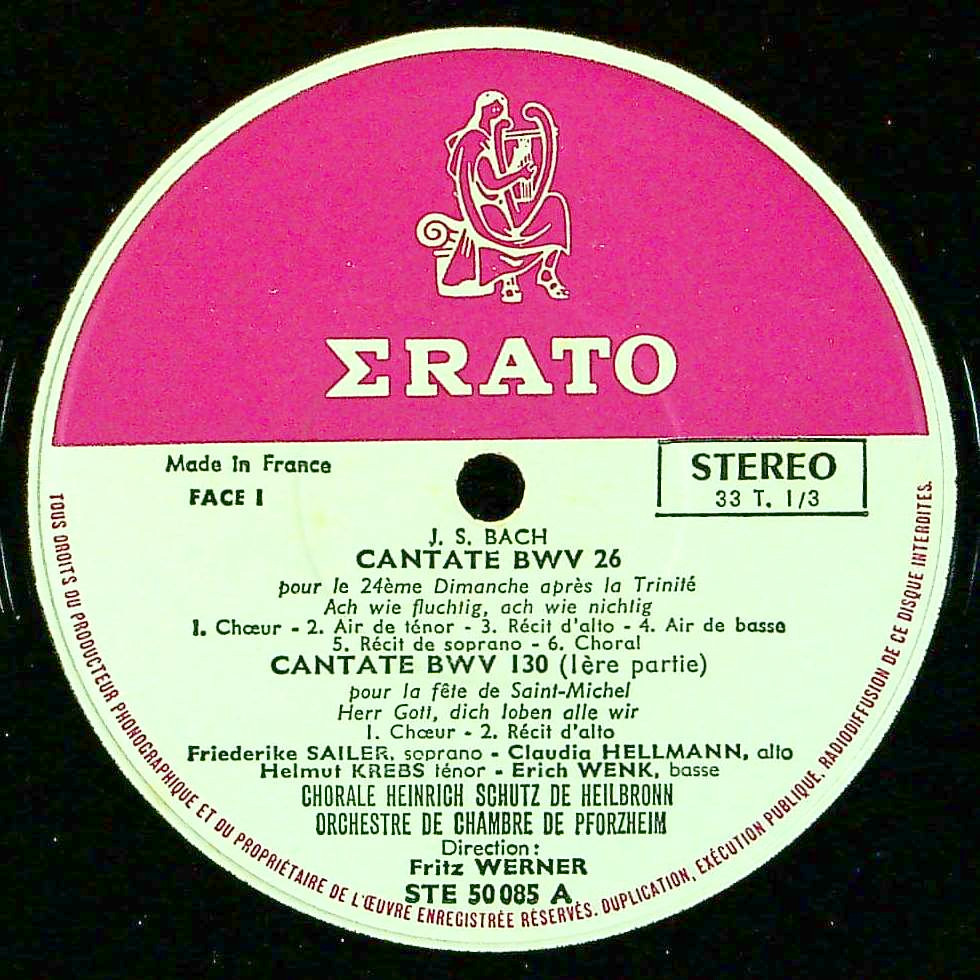 ΣRATO
Made In France
FACE I
STEREO
33 T. 1/3
J. S. BACH
CANTATE BWV 26
pour le 24ème Dimanche après la Trinité
Ach wie fluchtig, ach wie nichtig
1. Chœur - 2. Air de ténor - 3. Récit d'alto - 4. Air de basse
5. Récit de soprano - 6. Choral
CANTATE BWV 130 (1ère partie)
pour la fête de Saint-Michel
Herr Gott, dich loben alle wir
1. Chœur - 2. Récit d'alto
Friederike SAILER, soprano - Claudia HELLMANN, alto
Helmut KREBS ténor - Erich WENK, basse
CHORALE HEINRICH SCHUTZ DE HEILBRONN
ORCHESTRE DE CHAMBRE DE PFORZHEIM
Direction :
Fritz WERNER
STE 50085 A
TOUS DROITS DU PRODUCTEUR PHONOGRAPHIQUE ET DU PROPRIÉTAIRE DE L'ŒUVRE ENREGISTRÉE RÉSERVÉS. DUPLICATION, EXÉCUTION PUBLIQUE, RADIODIFFUSION DE CE DISQUE INTERDITES.